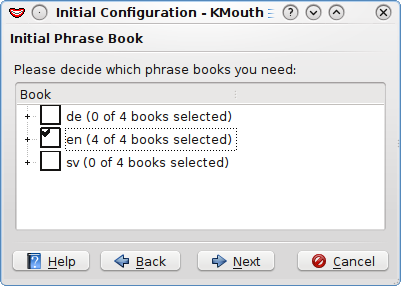 Initial Configuration - KMouth
Initial Phrase Book
Please decide which phrase books you need:
Book
de (0 of 4 books selected)
en (4 of 4 books selected)
sv (0 of 4 books selected)
Help Back Next Cancel